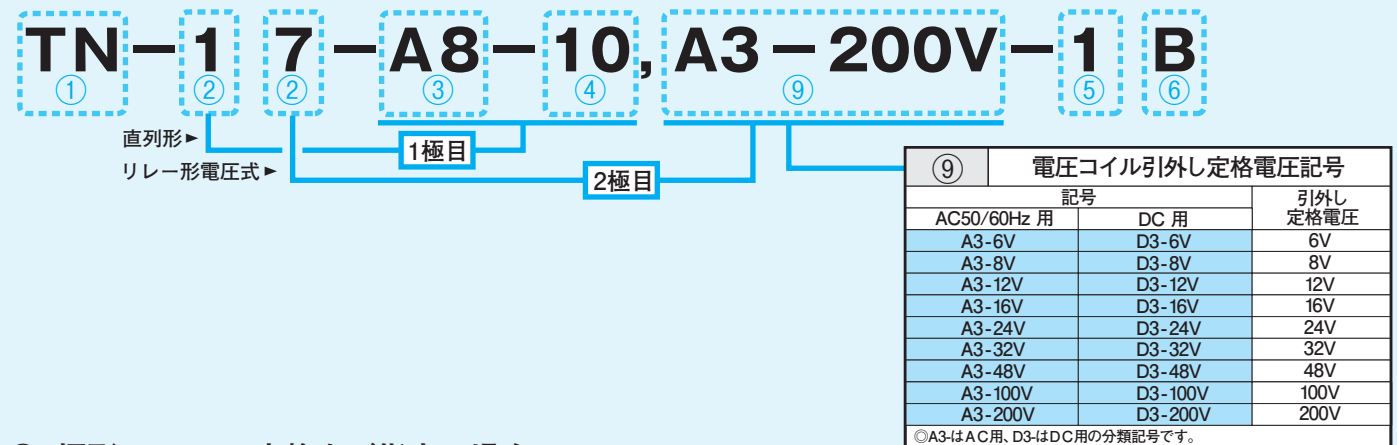 TN-1 7-A8-10, A3-200V-1 B
① ② ② ③ ④ ⑨ ⑤ ⑥
直列形►
1極目
リレー形電圧式►
2極目
⑨ 電圧コイル引外し定格電圧記号
記号 引外し
定格電圧
AC50/60Hz 用 DC 用
A3-6V D3-6V 6V
A3-8V D3-8V 8V
A3-12V D3-12V 12V
A3-16V D3-16V 16V
A3-24V D3-24V 24V
A3-32V D3-32V 32V
A3-48V D3-48V 48V
A3-100V D3-100V 100V
A3-200V D3-200V 200V
◎A3-はAC用、D3-はDC用の分類記号です。